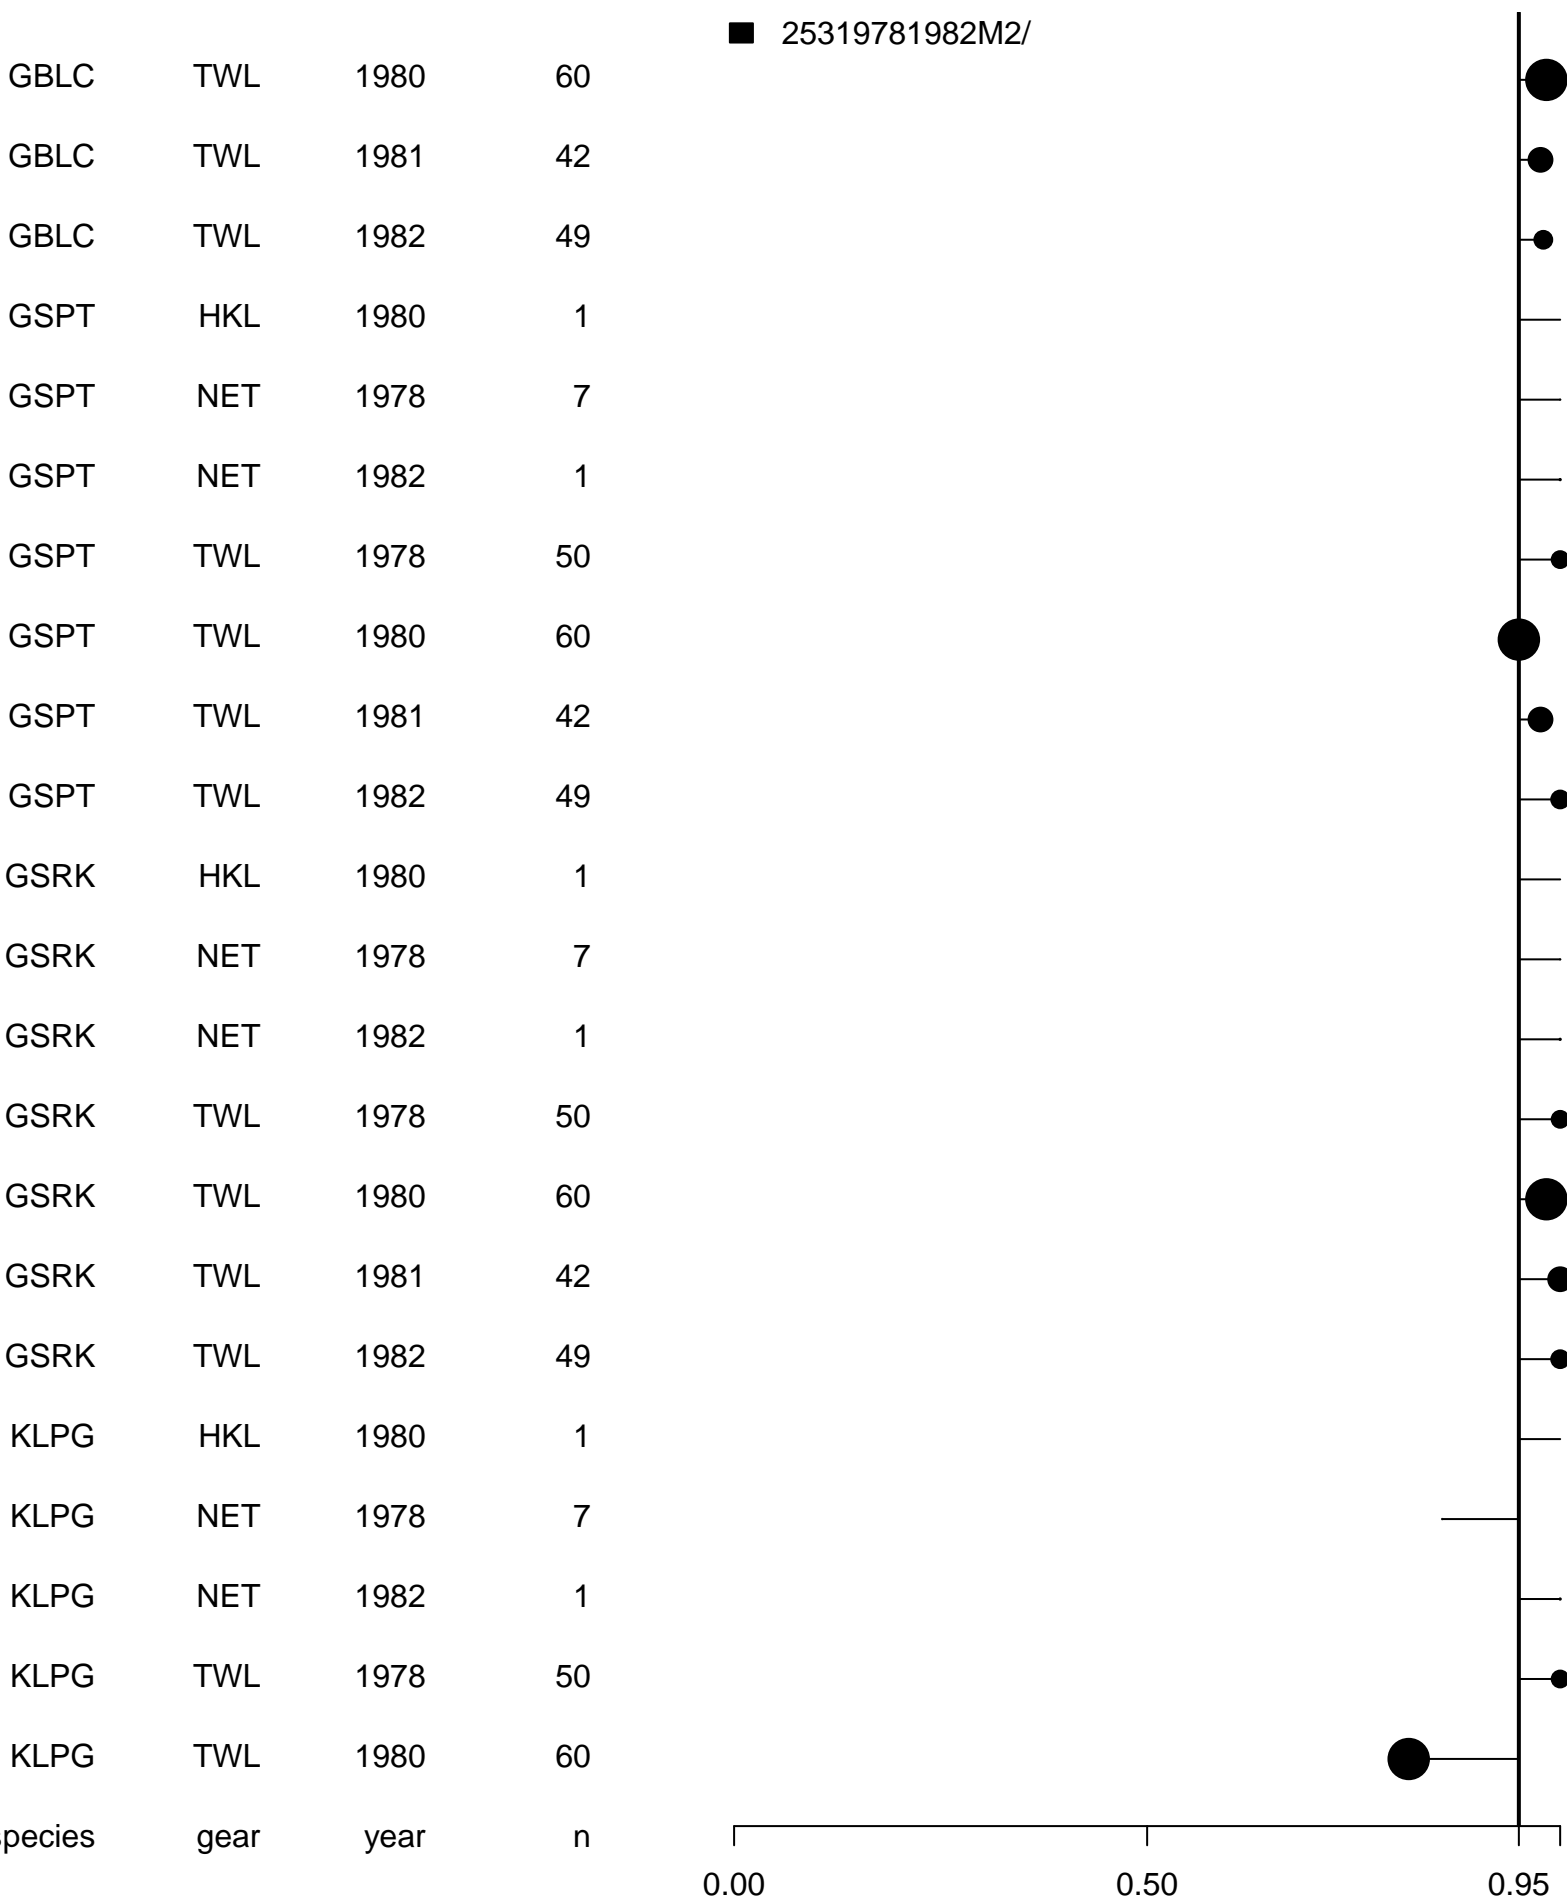 25319781982M2/
GBLC TWL 1980 60
GBLC TWL 1981 42
GBLC TWL 1982 49
GSPT HKL 1980 1
GSPT NET 1978 7
GSPT NET 1982 1
GSPT TWL 1978 50
GSPT TWL 1980 60
GSPT TWL 1981 42
GSPT TWL 1982 49
GSRK HKL 1980 1
GSRK NET 1978 7
GSRK NET 1982 1
GSRK TWL 1978 50
GSRK TWL 1980 60
GSRK TWL 1981 42
GSRK TWL 1982 49
KLPG HKL 1980 1
KLPG NET 1978 7
KLPG NET 1982 1
KLPG TWL 1978 50
KLPG TWL 1980 60
pecies gear year n
0.00 0.50 0.95